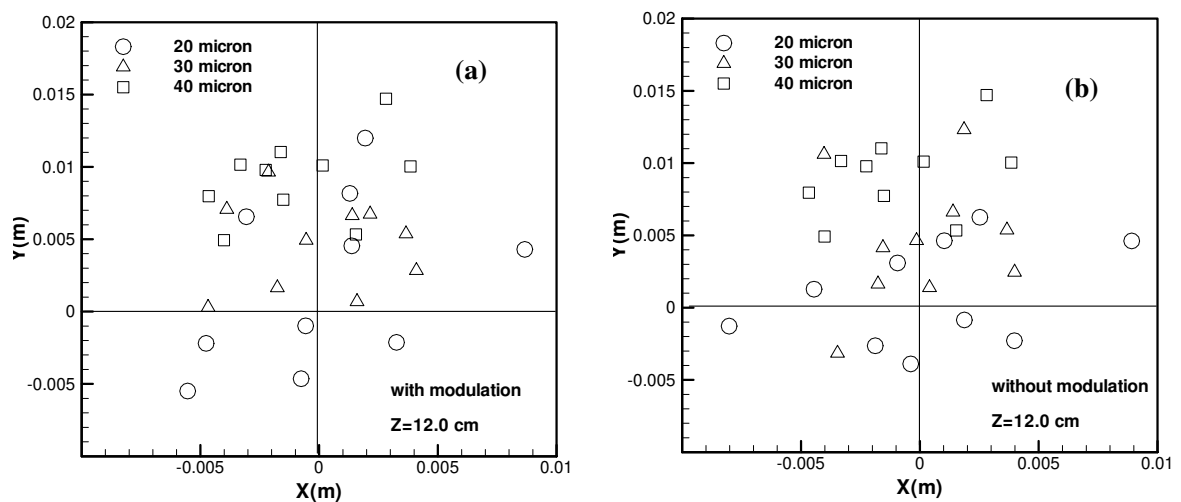 0.02
0.015
0.01
0.005
0
-0.005
Y(m)
20 micron
30 micron
40 micron
(a)
with modulation
Z=12.0 cm
-0.005
0
0.005
0.01
X(m)
0.02
0.015
0.01
0.005
0
-0.005
Y(m)
20 micron
30 micron
40 micron
(b)
without modulation
Z=12.0 cm
-0.005
0
0.005
0.01
X(m)